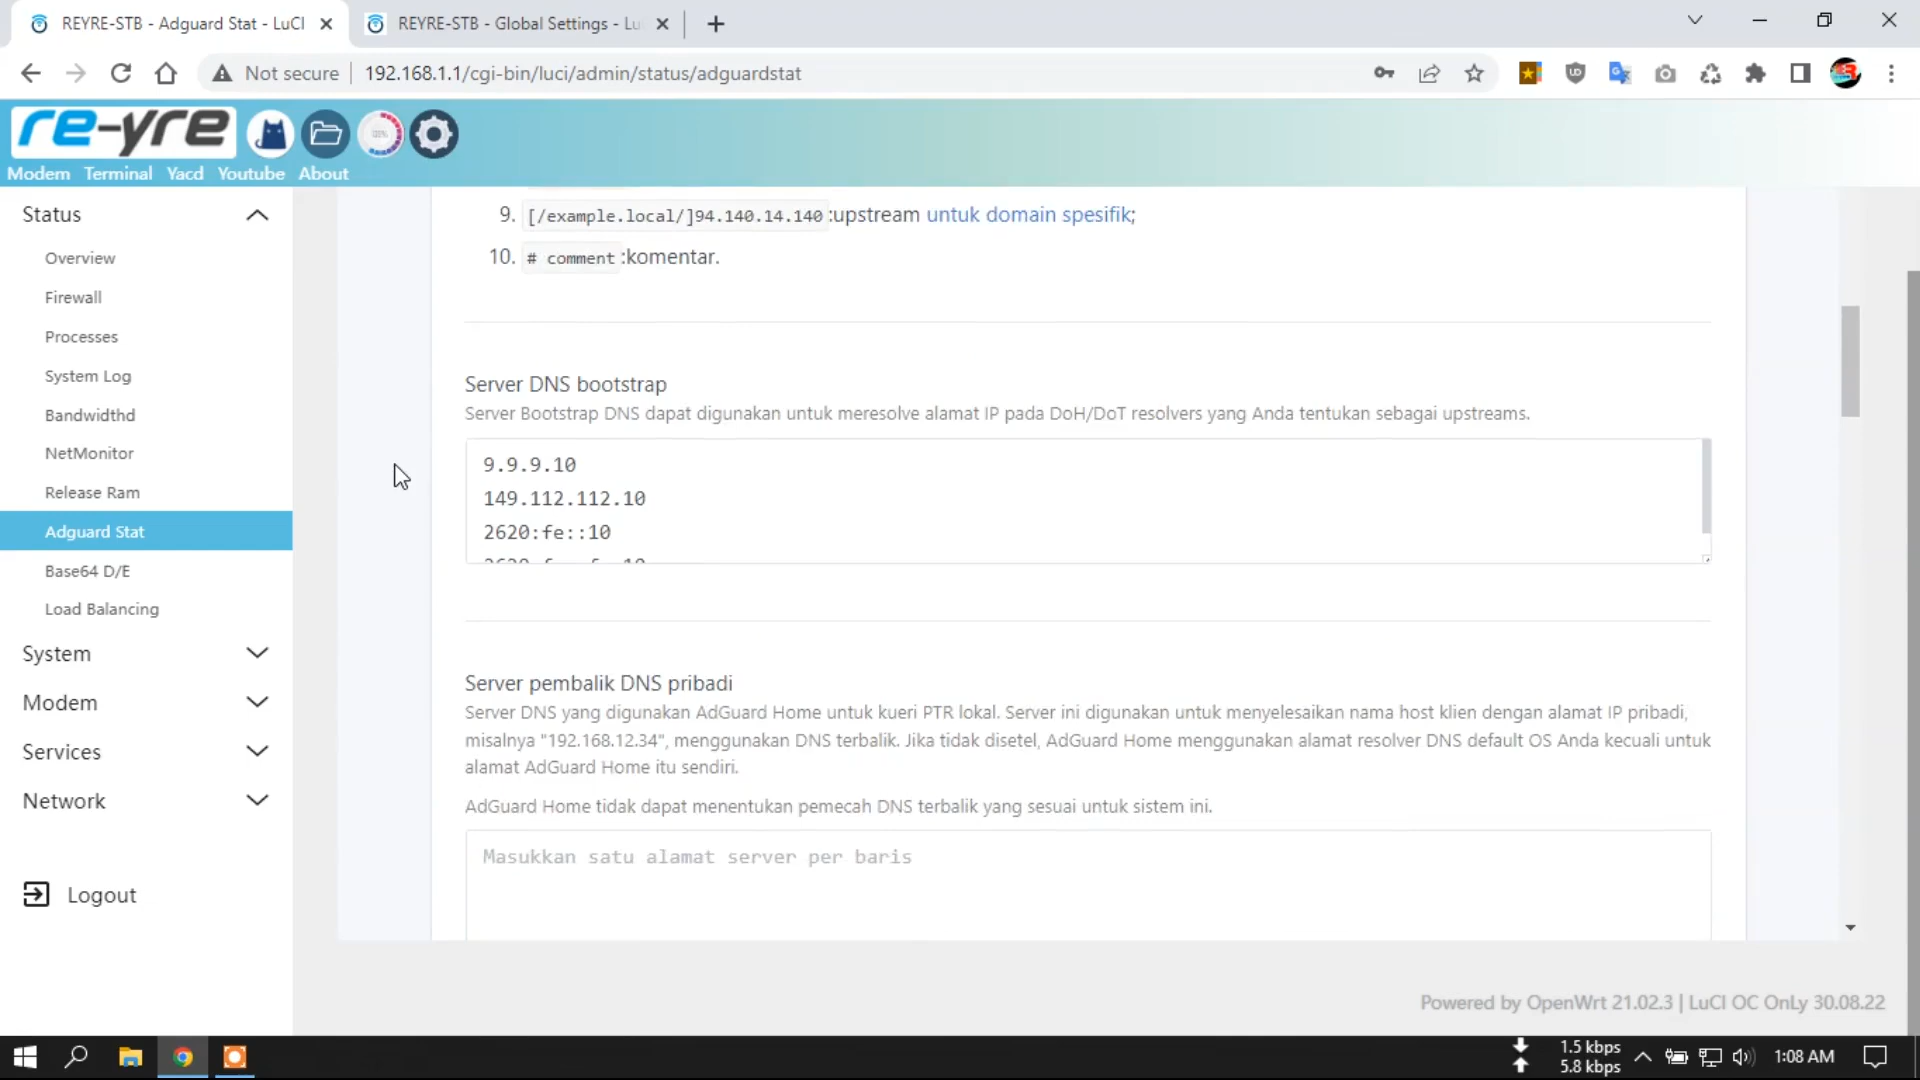 REYRE-STB - Adguard Stat - LuCI
REYRE-STB - Global Settings - Lu
Not secure
192.168.1.1/cgi-bin/luci/admin/status/adguardstat
re-yre
Modem Terminal Yacd Youtube About
Status
Overview
Firewall
Processes
System Log
Bandwidthd
NetMonitor
Release Ram
Adguard Stat
Base64 D/E
Load Balancing
System
Modem
Services
Network
Logout
9. [/example.local/]94.140.14.140 :upstream untuk domain spesifik;
10. # comment :komentar.
Server DNS bootstrap
Server Bootstrap DNS dapat digunakan untuk meresolve alamat IP pada DoH/DoT resolvers yang Anda tentukan sebagai upstreams.
9.9.9.10
149.112.112.10
2620:fe::10
Server pembalik DNS pribadi
Server DNS yang digunakan AdGuard Home untuk kueri PTR lokal. Server ini digunakan untuk menyelesaikan nama host klien dengan alamat IP pribadi,
misalnya "192.168.12.34", menggunakan DNS terbalik. Jika tidak disetel, AdGuard Home menggunakan alamat resolver DNS default OS Anda kecuali untuk
alamat AdGuard Home itu sendiri.
AdGuard Home tidak dapat menentukan pemecah DNS terbalik yang sesuai untuk sistem ini.
Masukkan satu alamat server per baris
Powered by OpenWrt 21.02.3 | LuCI OC OnLy 30.08.22
1.5 kbps
5.8 kbps
1:08 AM